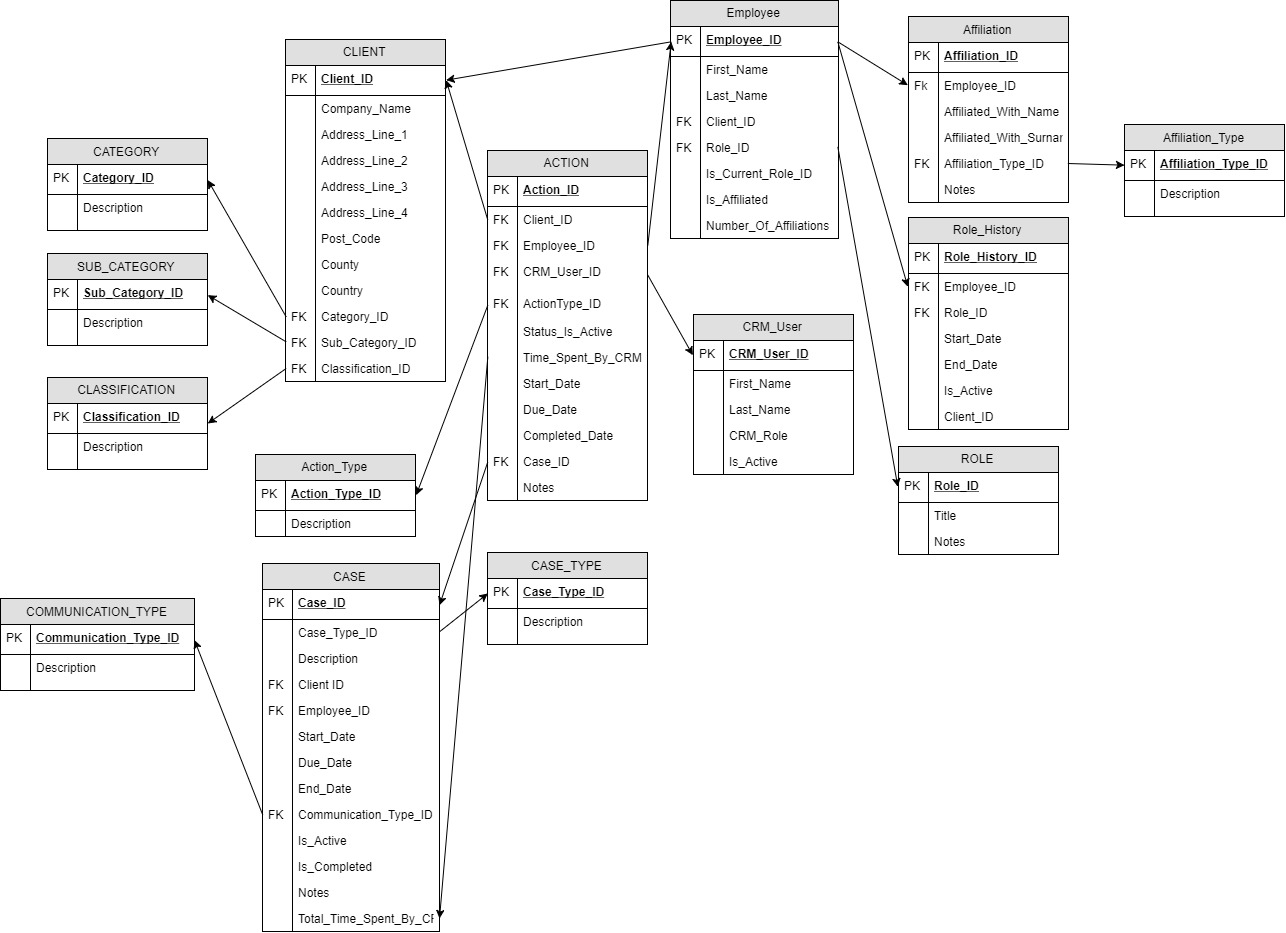 Employee
PK Employee_ID
First_Name
Last_Name
FK Client_ID
FK Role_ID
Is_Current_Role_ID
Is_Affiliated
Number_Of_Affiliations
Affiliation
PK Affiliation_ID
Fk Employee_ID
Affiliated_With_Name
Affiliated_With_Surnar
FK Affiliation_Type_ID
Notes
CLIENT
PK Client_ID
Company_Name
Address_Line_1
Address_Line_2
Address_Line_3
Address_Line_4
Post_Code
County
Country
FK Category_ID
FK Sub_Category_ID
FK Classification_ID
Affiliation_Type
PK Affiliation_Type_ID
Description
CATEGORY
PK Category_ID
Description
ACTION
PK Action_ID
FK Client_ID
FK Employee_ID
FK CRM_User_ID
FK ActionType_ID
Status_Is_Active
Time_Spent_By_CRM
Start_Date
Due_Date
Completed_Date
FK Case_ID
Notes
Role_History
PK Role_History_ID
FK Employee_ID
FK Role_ID
Start_Date
End_Date
Is_Active
Client_ID
SUB_CATEGORY
PK Sub_Category_ID
Description
CRM_User
PK CRM_User_ID
First_Name
Last_Name
CRM_Role
Is_Active
CLASSIFICATION
PK Classification_ID
Description
ROLE
PK Role_ID
Title
Notes
Action_Type
PK Action_Type_ID
Description
CASE_TYPE
PK Case_Type_ID
Description
CASE
PK Case_ID
Case_Type_ID
Description
FK Client ID
FK Employee_ID
Start_Date
Due_Date
End_Date
FK Communication_Type_ID
Is_Active
Is_Completed
Notes
Total_Time_Spent_By_CF
COMMUNICATION_TYPE
PK Communication_Type_ID
Description